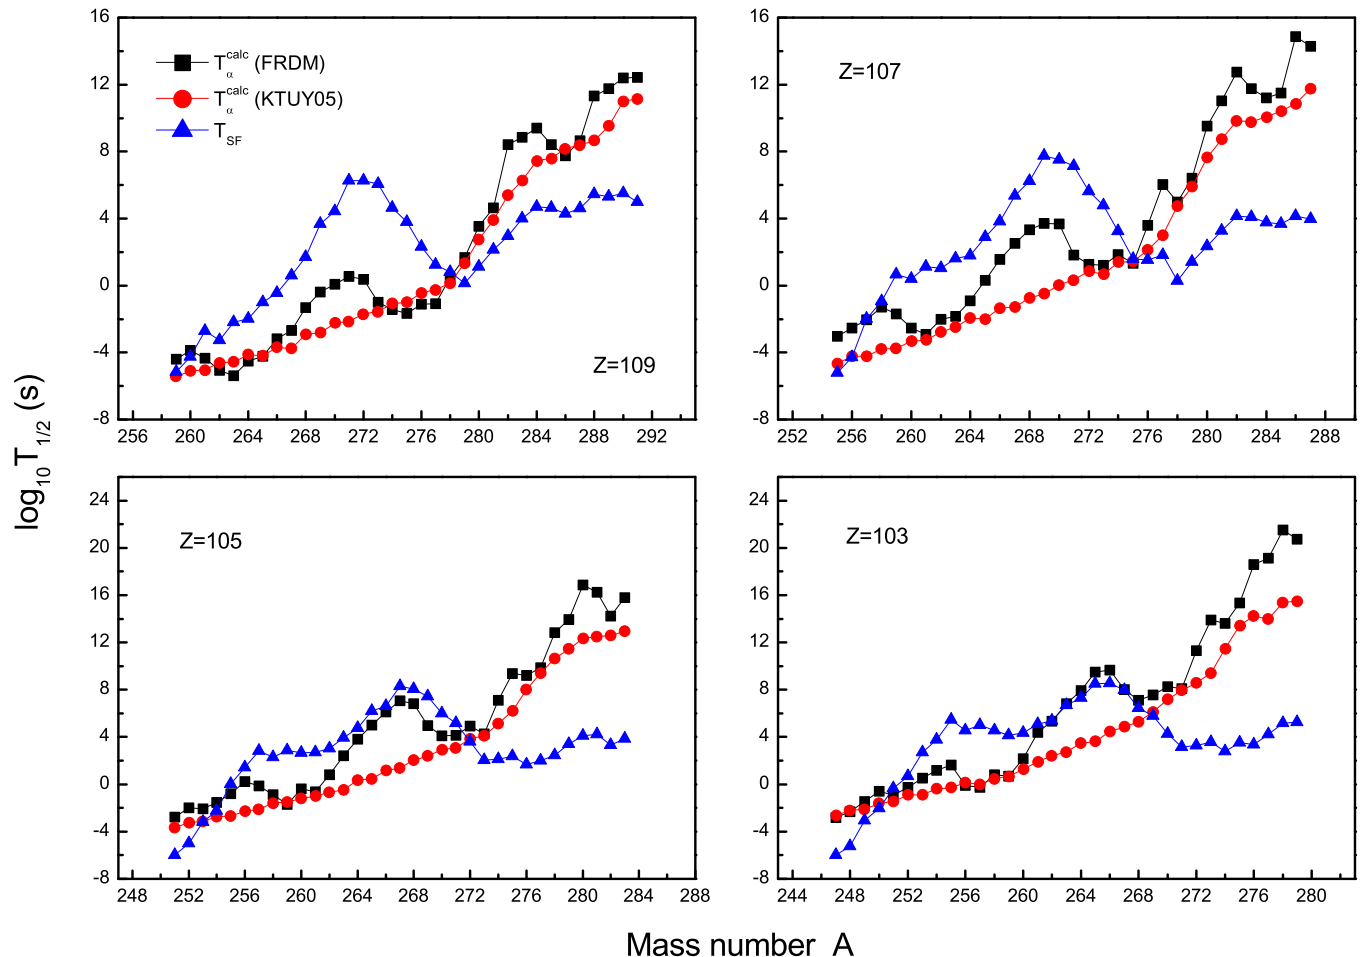 T_α^calc (FRDM)
T_α^calc (KTUY05)
T_SF
Z=109
16
12
8
4
0
-4
-8
256 260 264 268 272 276 280 284 288 292
Z=107
16
12
8
4
0
-4
-8
252 256 260 264 268 272 276 280 284 288
log₁₀T₁/₂ (s)
Z=105
24
20
16
12
8
4
0
-4
-8
248 252 256 260 264 268 272 276 280 284 288
Z=103
24
20
16
12
8
4
0
-4
-8
244 248 252 256 260 264 268 272 276 280
Mass number A